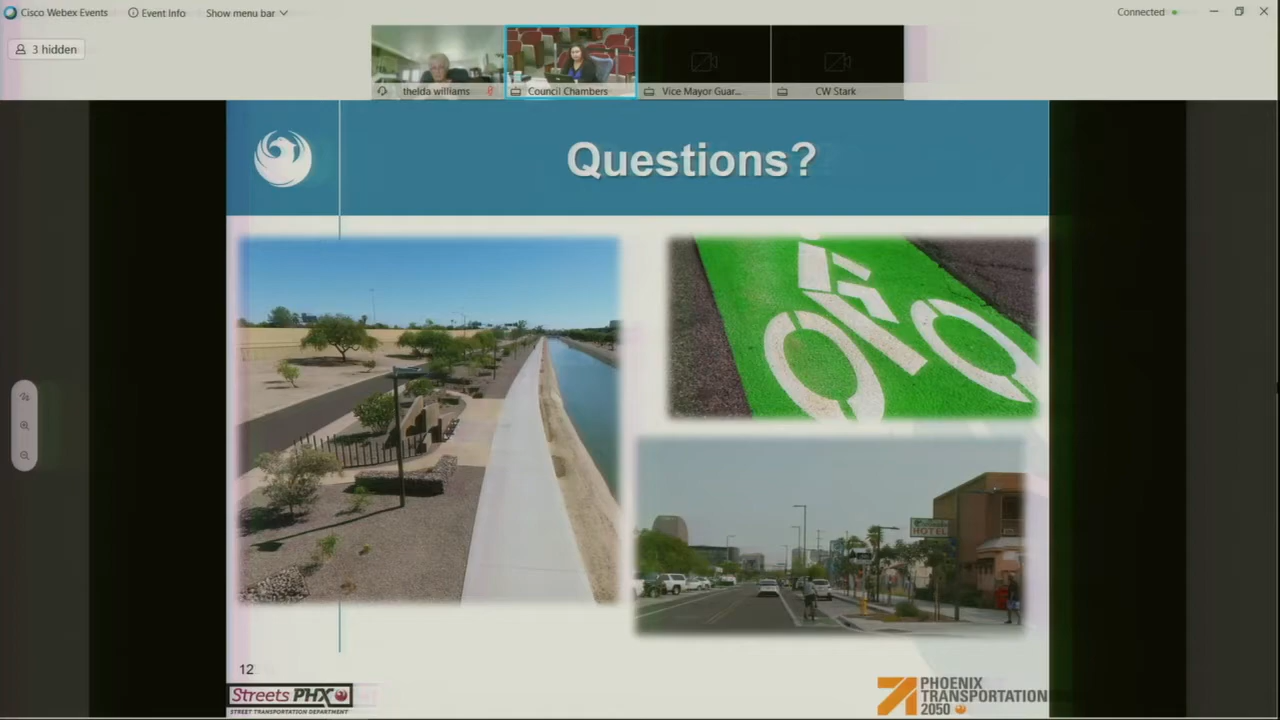 Cisco Webex Events
Event Info
Show menu bar
Connected
3 hidden
thelda williams
Council Chambers
Vice Mayor Guar...
CW Stark
Questions?
HOTEL
12
Streets PHX
STREET TRANSPORTATION DEPARTMENT
PHOENIX
TRANSPORTATION
2050